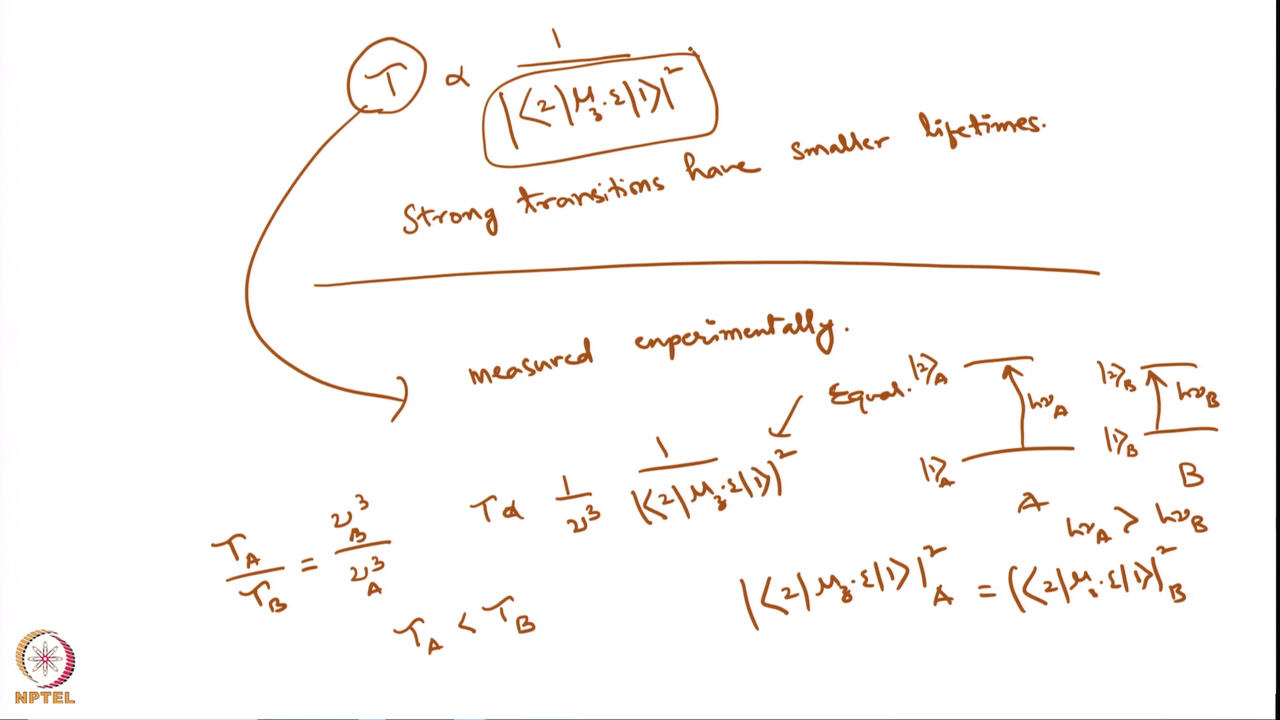 τ ∝ 1 / |⟨2|μ_z·ε|1⟩|²
Strong transitions have smaller lifetimes.
measured enperimentally.
Equal.
|2⟩_A
hν_A
|1⟩_A
A
|2⟩_B
hν_B
|1⟩_B
B
hν_A > hν_B
τ ∝ 1/ν³ 1 / |⟨2|μ_z·ε|1⟩|²
τ_A / τ_B = ν_B³ / ν_A³
τ_A < τ_B
|⟨2|μ_z·ε|1⟩|²_A = |⟨2|μ_z·ε|1⟩|²_B
NPTEL